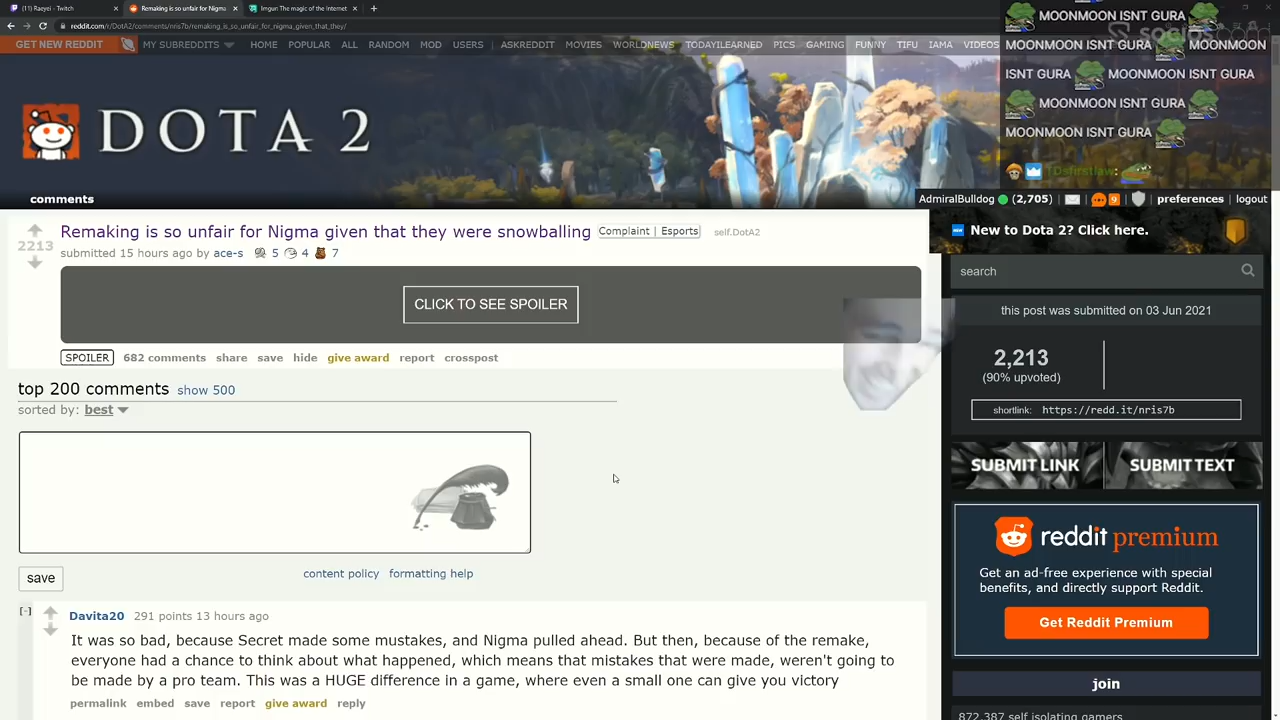 (11) Raeyei - Twitch
Remaking is so unfair for Nigma
Imgur: The magic of the Internet
reddit.com/r/DotA2/comments/nris7b/remaking_is_so_unfair_for_nigma_given_that_they/
GET NEW REDDIT MY SUBREDDITS HOME POPULAR ALL RANDOM MOD USERS ASKREDDIT MOVIES WORLDNEWS TODAYILEARNED PICS GAMING FUNNY TIFU IAMA VIDEOS
MOONMOON ISNT GURA
MOONMOON ISNT GURA MOONMOON
ISNT GURA MOONMOON ISNT GURA
MOONMOON ISNT GURA
MOONMOON ISNT GURA
TDsfirstlaw:
DOTA 2
comments
AdmiralBulldog (2,705) 9 preferences logout
Remaking is so unfair for Nigma given that they were snowballing Complaint | Esports self.DotA2
2213
submitted 15 hours ago by ace-s 5 4 7
CLICK TO SEE SPOILER
SPOILER 682 comments share save hide give award report crosspost
top 200 comments show 500
sorted by: best
save
content policy formatting help
[-] Davita20 291 points 13 hours ago
It was so bad, because Secret made some mustakes, and Nigma pulled ahead. But then, because of the remake,
everyone had a chance to think about what happened, which means that mistakes that were made, weren't going to
be made by a pro team. This was a HUGE difference in a game, where even a small one can give you victory
permalink embed save report give award reply
NEW New to Dota 2? Click here.
search
this post was submitted on 03 Jun 2021
2,213
(90% upvoted)
shortlink: https://redd.it/nris7b
SUBMIT LINK SUBMIT TEXT
reddit premium
Get an ad-free experience with special
benefits, and directly support Reddit.
Get Reddit Premium
join
872,387 self isolating gamers